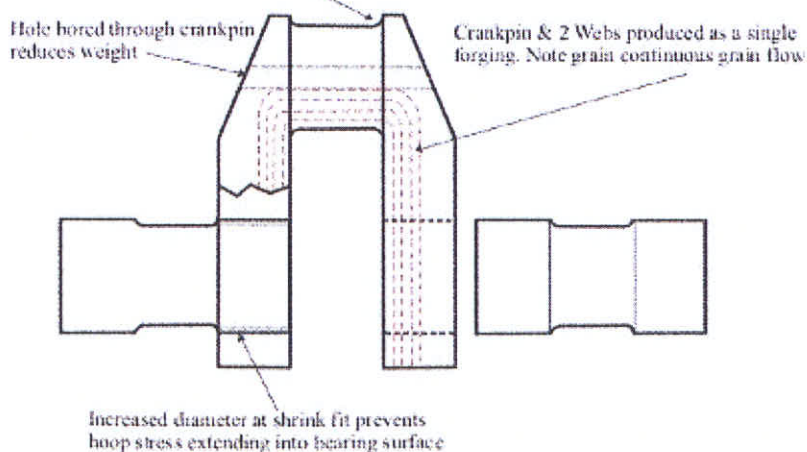 Hole bored through crankpin
reduces weight
Crankpin & 2 Webs produced as a single
forging. Note grain continuous grain flow
Increased diameter at shrink fit prevents
hoop stress extending into bearing surface